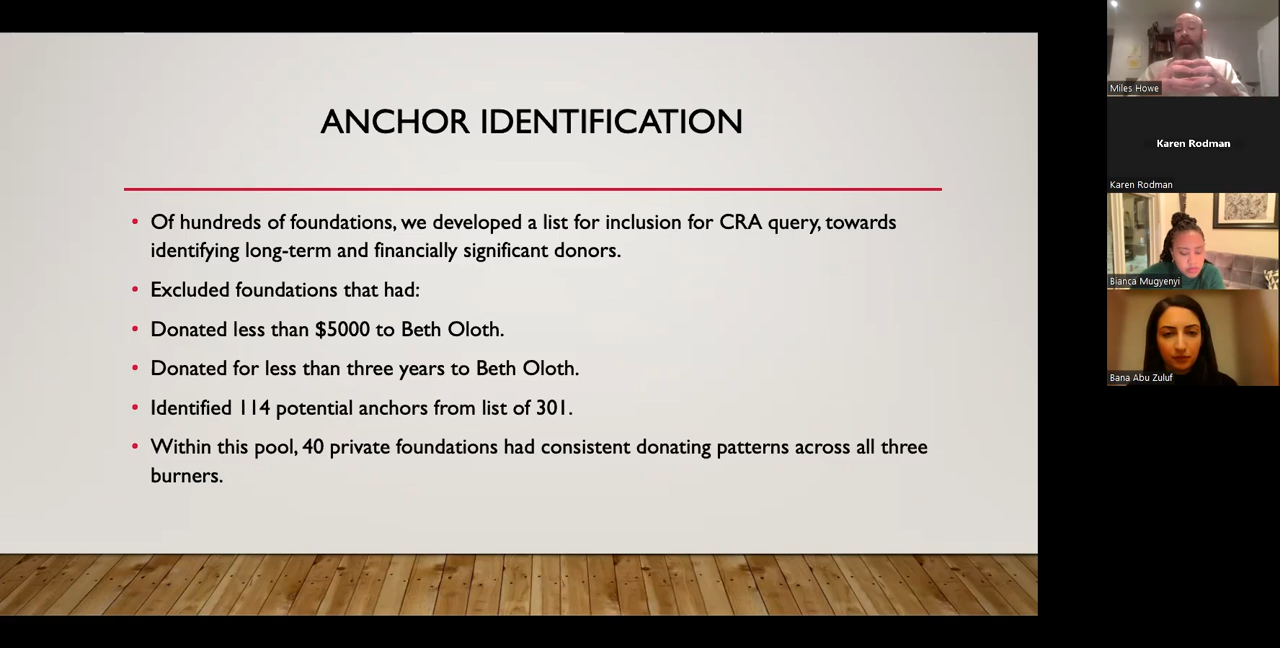 ANCHOR IDENTIFICATION
• Of hundreds of foundations, we developed a list for inclusion for CRA query, towards
identifying long-term and financially significant donors.
• Excluded foundations that had:
• Donated less than $5000 to Beth Oloth.
• Donated for less than three years to Beth Oloth.
• Identified 114 potential anchors from list of 301.
• Within this pool, 40 private foundations had consistent donating patterns across all three
burners.
Miles Howe
Karen Rodman
Karen Rodman
Bianca Mugyenyi
Bana Abu Zuluf